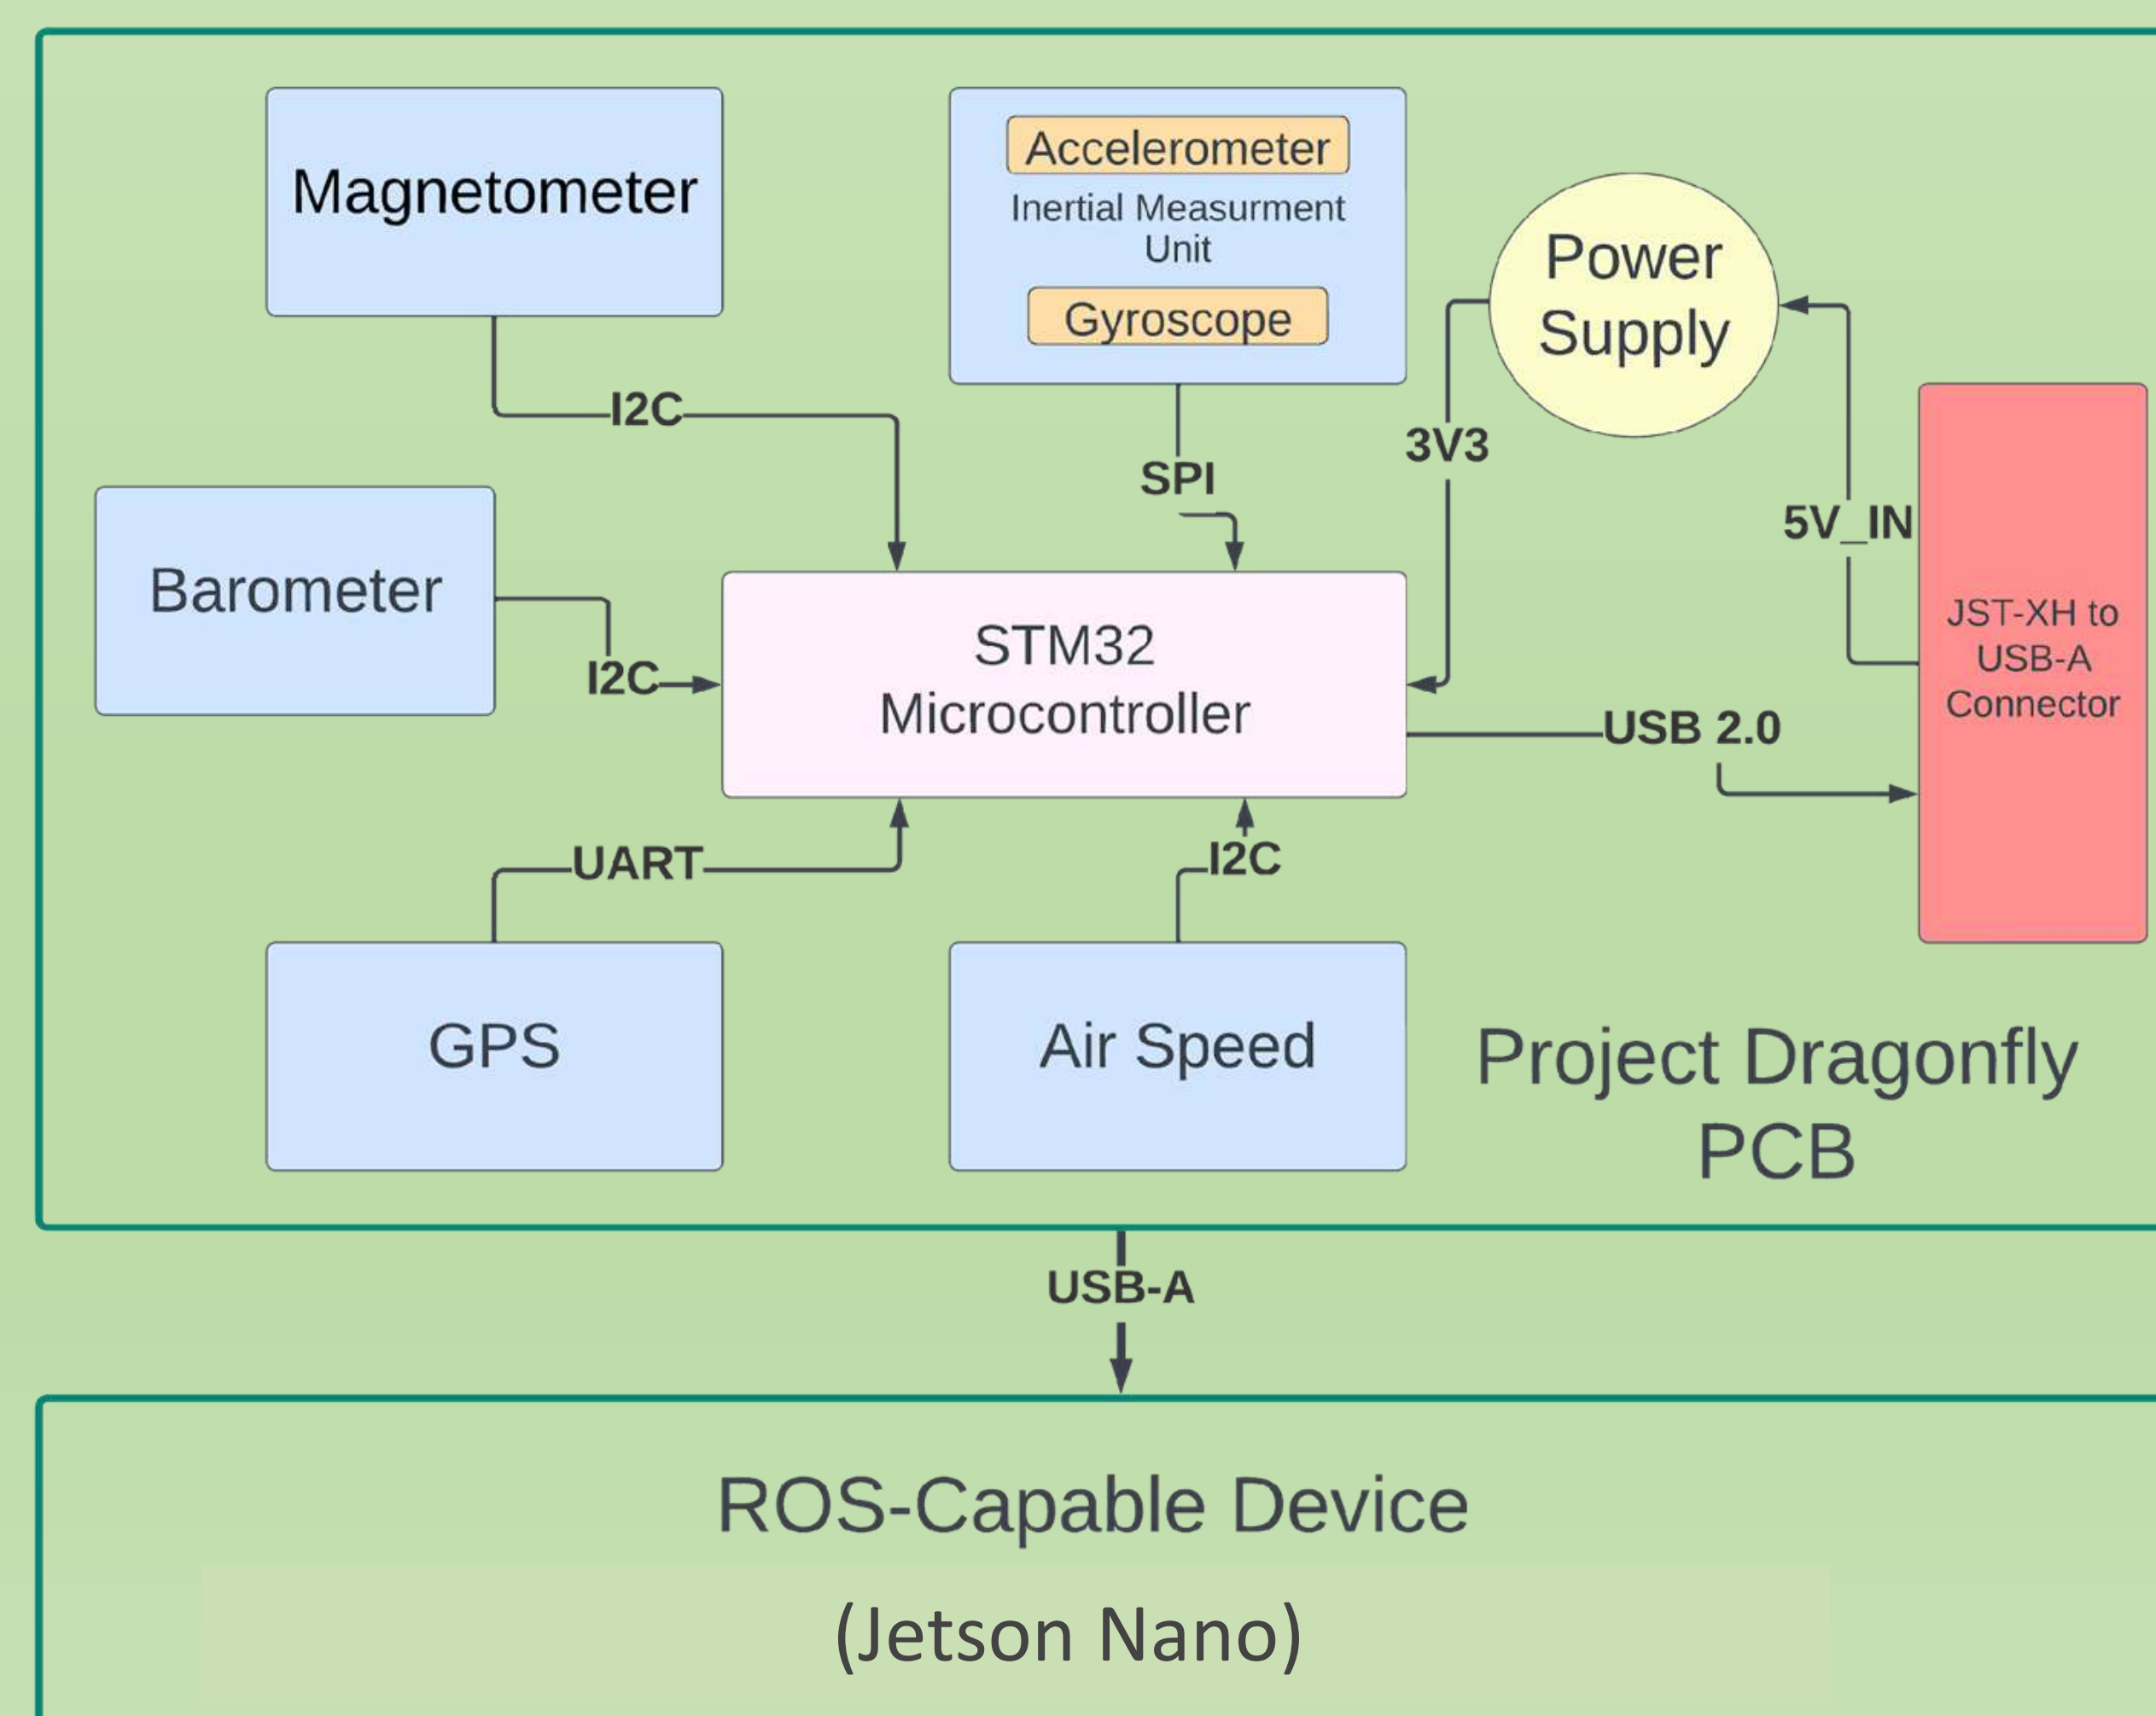 Magnetometer
Accelerometer
Inertial Measurment
Unit
Gyroscope
Power
Supply
I2C
SPI
3V3
5V_IN
Barometer
I2C
STM32
Microcontroller
JST-XH to
USB-A
Connector
USB 2.0
UART
I2C
GPS
Air Speed
Project Dragonfly
PCB
USB-A
ROS-Capable Device
(Jetson Nano)